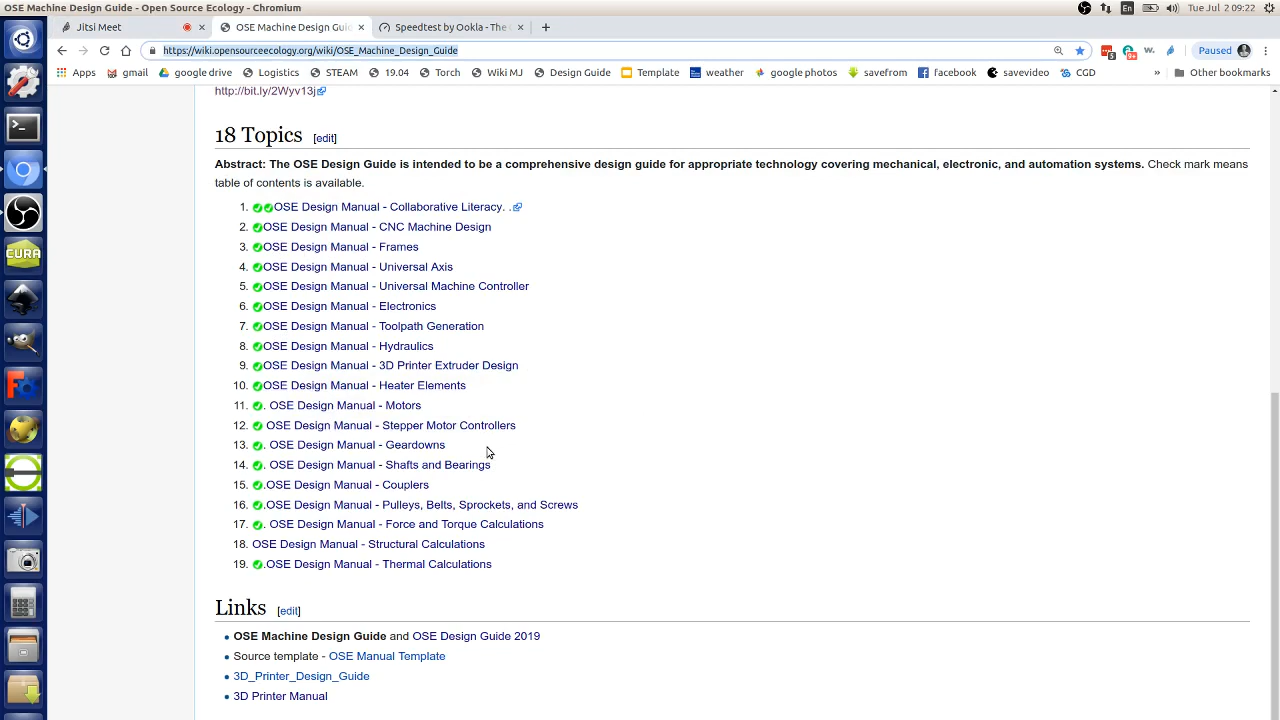 OSE Machine Design Guide - Open Source Ecology - Chromium
En
Tue Jul 2 09:22
Jitsi Meet
OSE Machine Design Gui
Speedtest by Ookla - The
https://wiki.opensourceecology.org/wiki/OSE_Machine_Design_Guide
5
9+
w.
Paused
Apps
gmail
google drive
Logistics
STEAM
19.04
Torch
Wiki MJ
Design Guide
Template
weather
google photos
savefrom
facebook
savevideo
CGD
»
Other bookmarks
http://bit.ly/2Wyv13j
18 Topics [edit]
Abstract: The OSE Design Guide is intended to be a comprehensive design guide for appropriate technology covering mechanical, electronic, and automation systems. Check mark means
table of contents is available.
1. OSE Design Manual - Collaborative Literacy. .
2. OSE Design Manual - CNC Machine Design
3. OSE Design Manual - Frames
4. OSE Design Manual - Universal Axis
5. OSE Design Manual - Universal Machine Controller
6. OSE Design Manual - Electronics
7. OSE Design Manual - Toolpath Generation
8. OSE Design Manual - Hydraulics
9. OSE Design Manual - 3D Printer Extruder Design
10. OSE Design Manual - Heater Elements
11. . OSE Design Manual - Motors
12. OSE Design Manual - Stepper Motor Controllers
13. . OSE Design Manual - Geardowns
14. . OSE Design Manual - Shafts and Bearings
15. .OSE Design Manual - Couplers
16. .OSE Design Manual - Pulleys, Belts, Sprockets, and Screws
17. . OSE Design Manual - Force and Torque Calculations
18. OSE Design Manual - Structural Calculations
19. .OSE Design Manual - Thermal Calculations
Links [edit]
OSE Machine Design Guide and OSE Design Guide 2019
Source template - OSE Manual Template
3D_Printer_Design_Guide
3D Printer Manual
>_
CURA